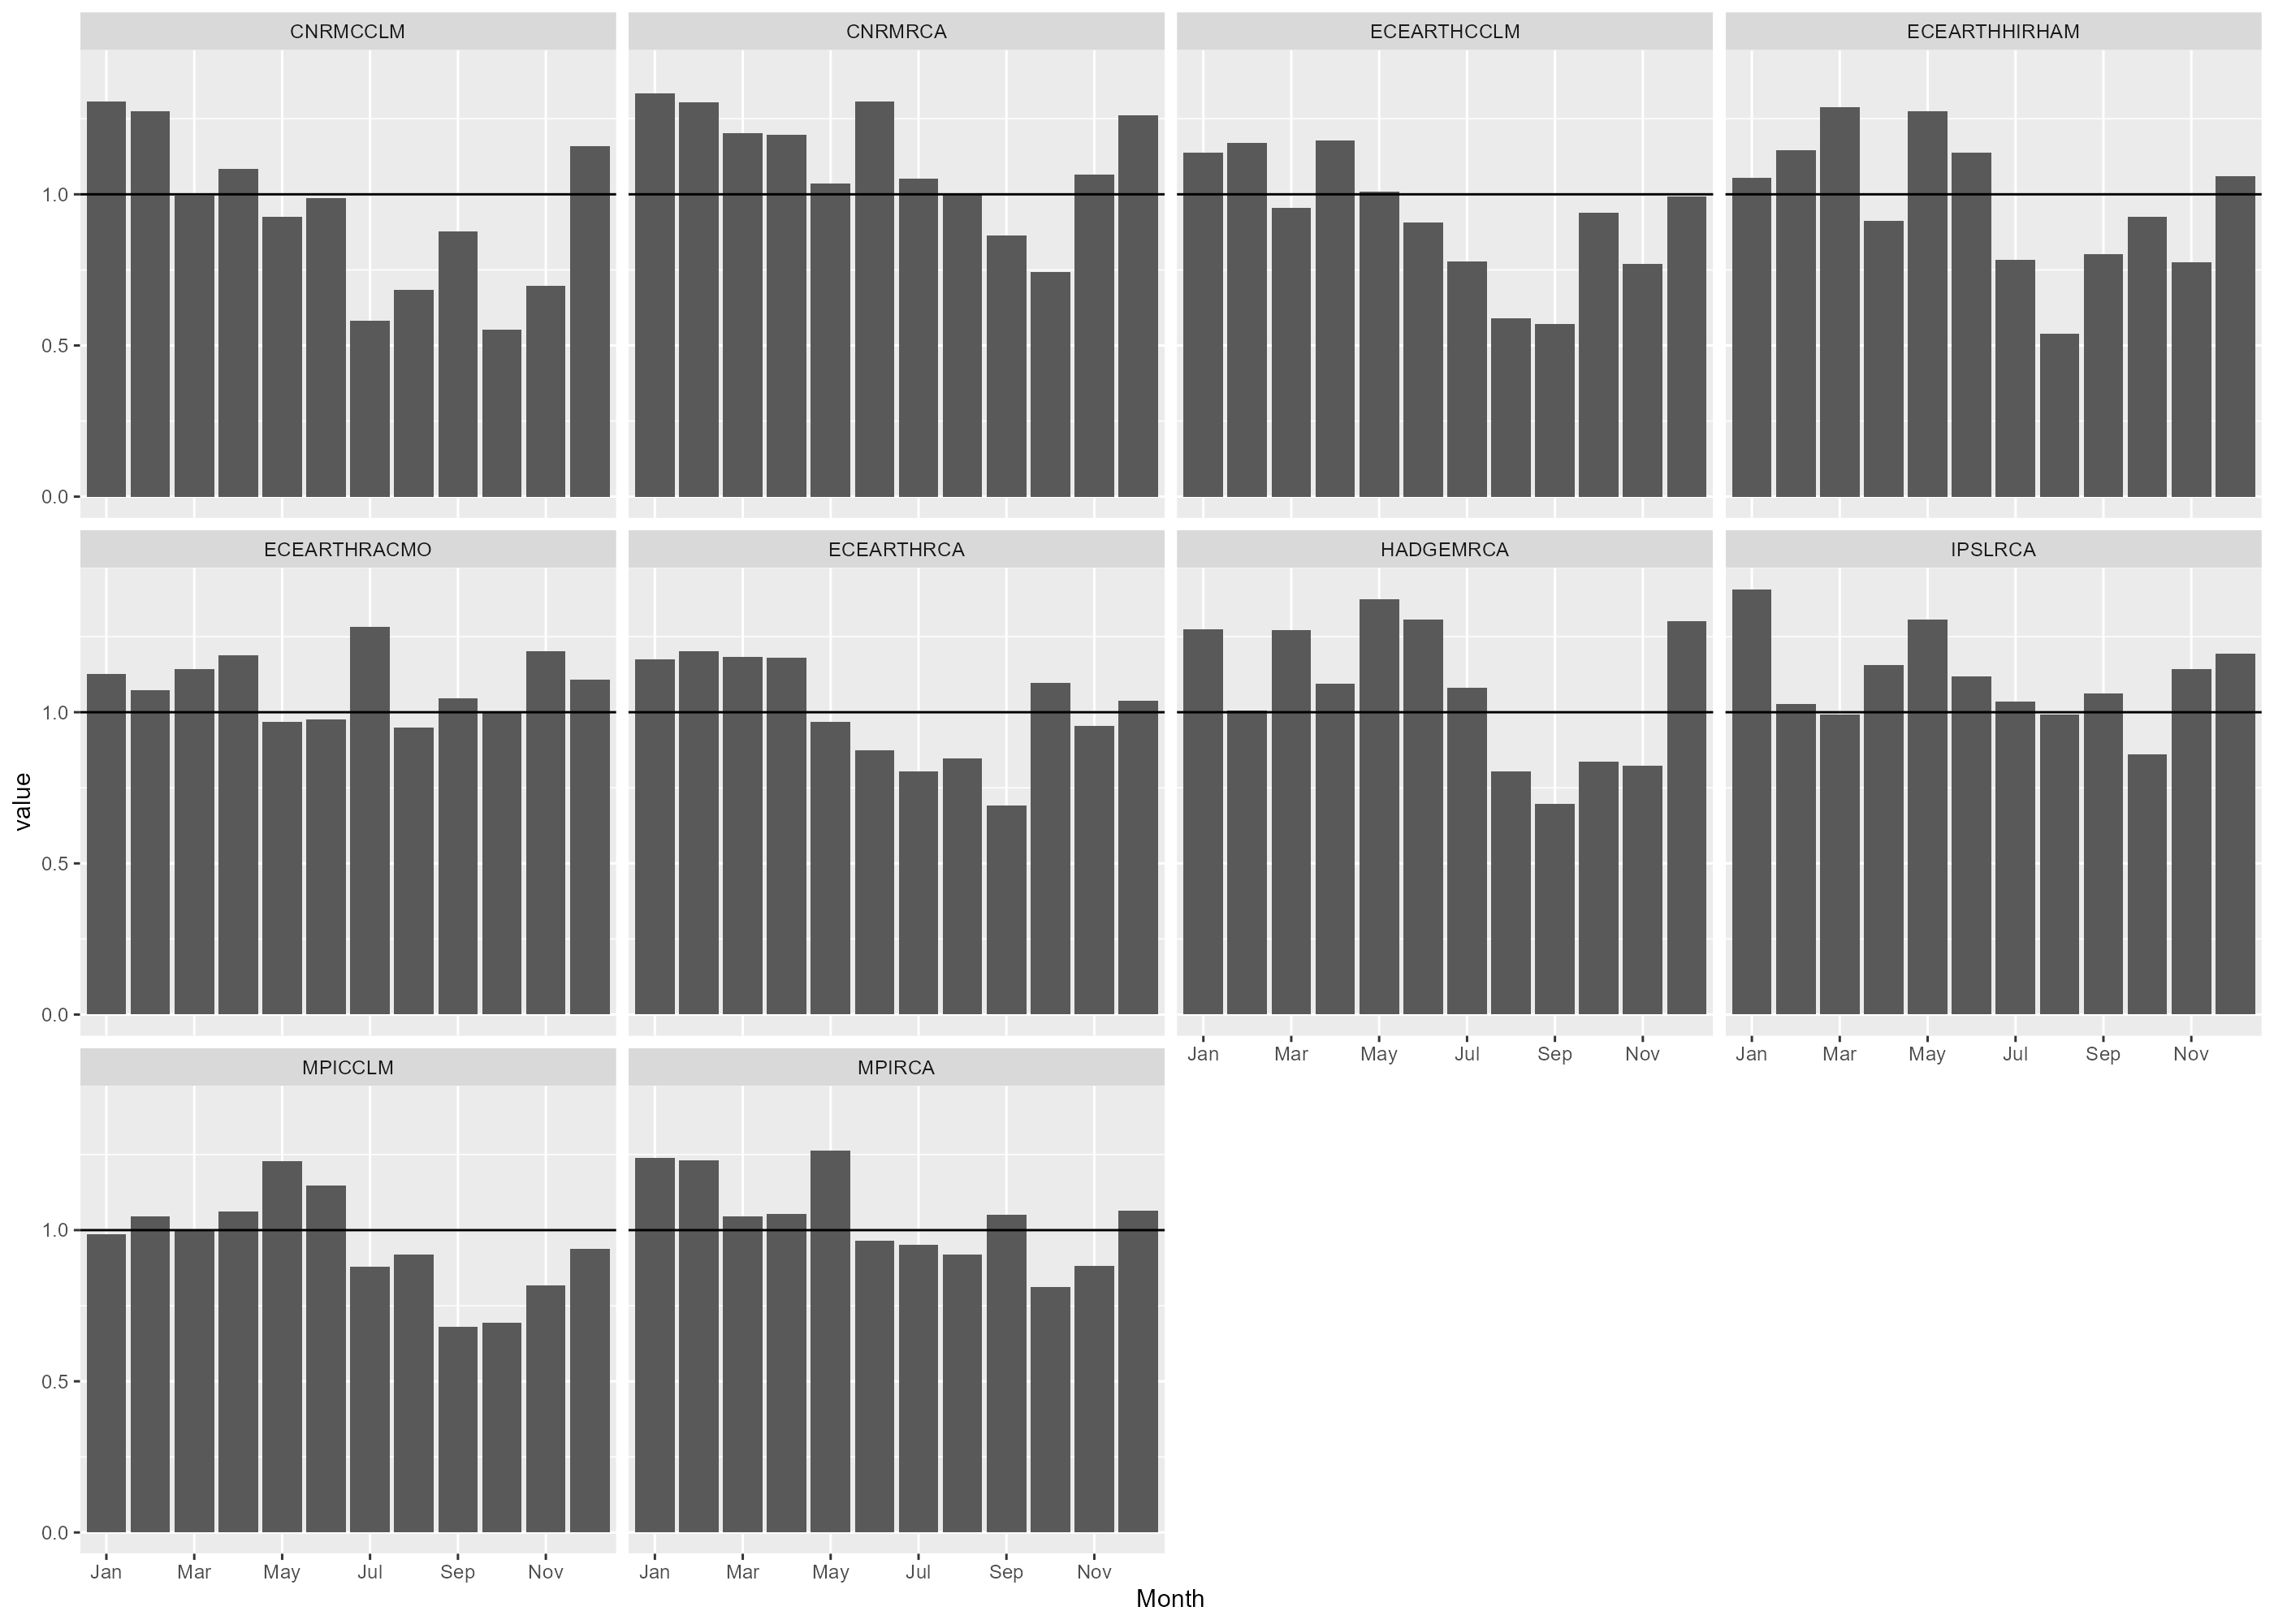 CNRMCCLM CNRMRCA ECEARTHCCLM ECEARTHHIRHAM
1.0
0.5
0.0
ECEARTHRACMO ECEARTHRCA HADGEMRCA IPSLRCA
1.0
value
0.5
0.0
Jan Mar May Jul Sep Nov Jan Mar May Jul Sep Nov
MPICCLM MPIRCA
1.0
0.5
0.0
Jan Mar May Jul Sep Nov Jan Mar May Jul Sep Nov
Month